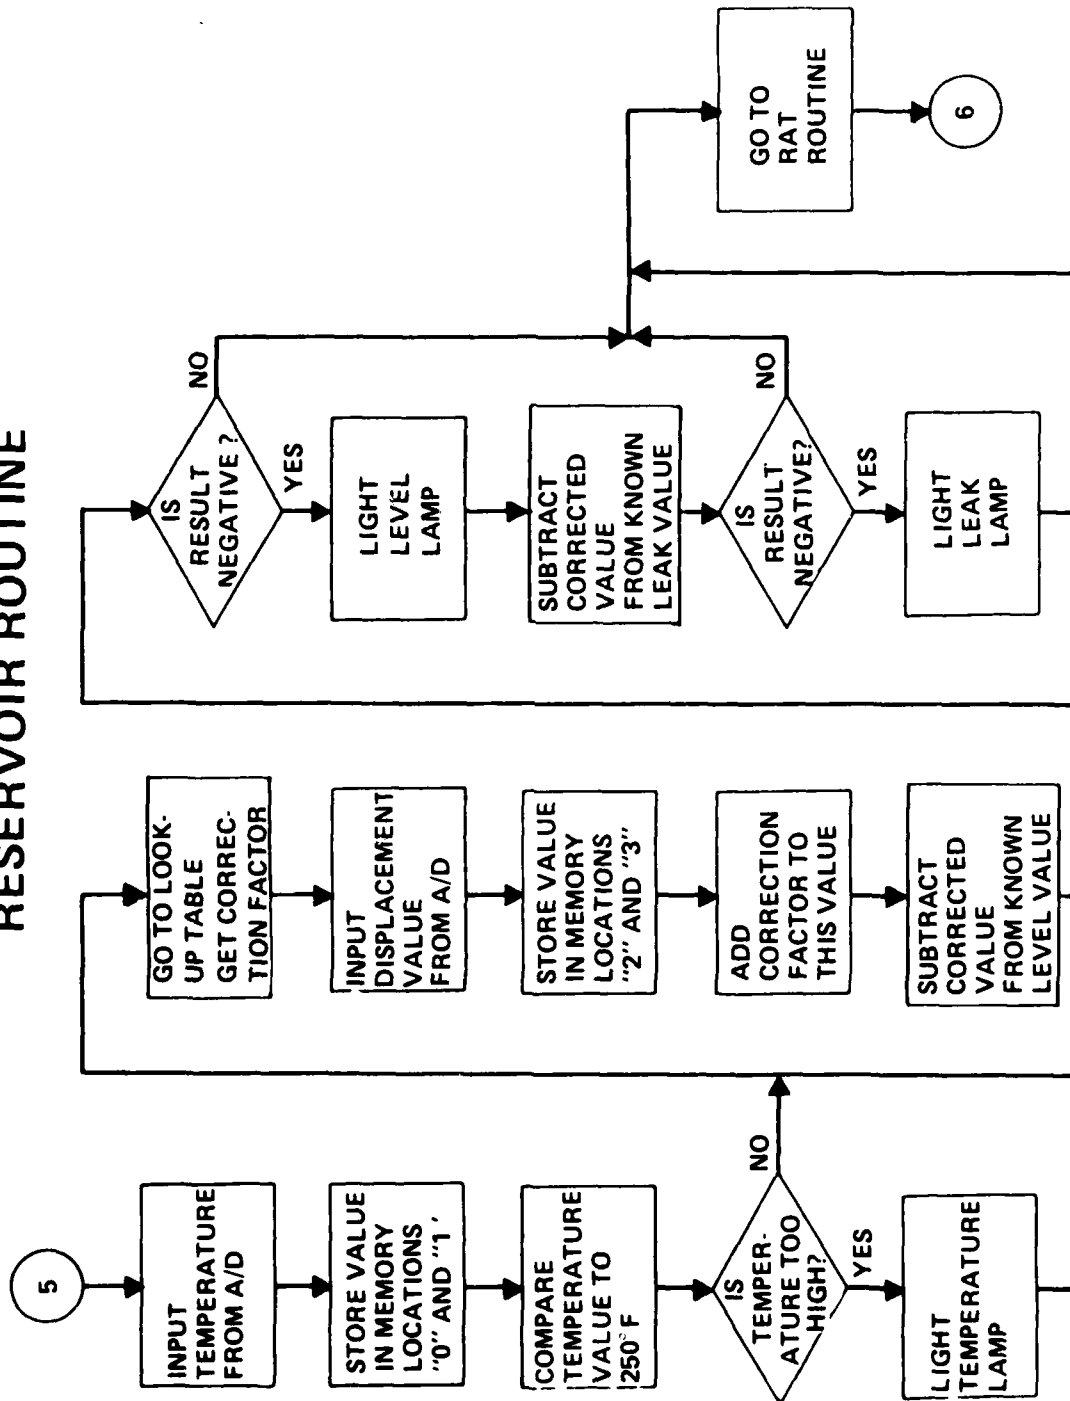 RESERVOIR ROUTINE
5
INPUT
TEMPERATURE
FROM A/D
STORE VALUE
IN MEMORY
LOCATIONS
"0" AND "1'
COMPARE
TEMPERATURE
VALUE TO
250°F
IS
TEMPER-
ATURE TOO
HIGH?
NO
YES
LIGHT
TEMPERATURE
LAMP
GO TO LOOK-
UP TABLE
GET CORREC-
TION FACTOR
INPUT
DISPLACEMENT
VALUE
FROM A/D
STORE VALUE
IN MEMORY
LOCATIONS
"2" AND "3"
ADD
CORRECTION
FACTOR TO
THIS VALUE
SUBTRACT
CORRECTED
VALUE
FROM KNOWN
LEVEL VALUE
IS
RESULT
NEGATIVE ?
NO
YES
LIGHT
LEVEL
LAMP
SUBTRACT
CORRECTED
VALUE
FROM KNOWN
LEAK VALUE
IS
RESULT
NEGATIVE?
NO
YES
LIGHT
LEAK
LAMP
GO TO
RAT
ROUTINE
6